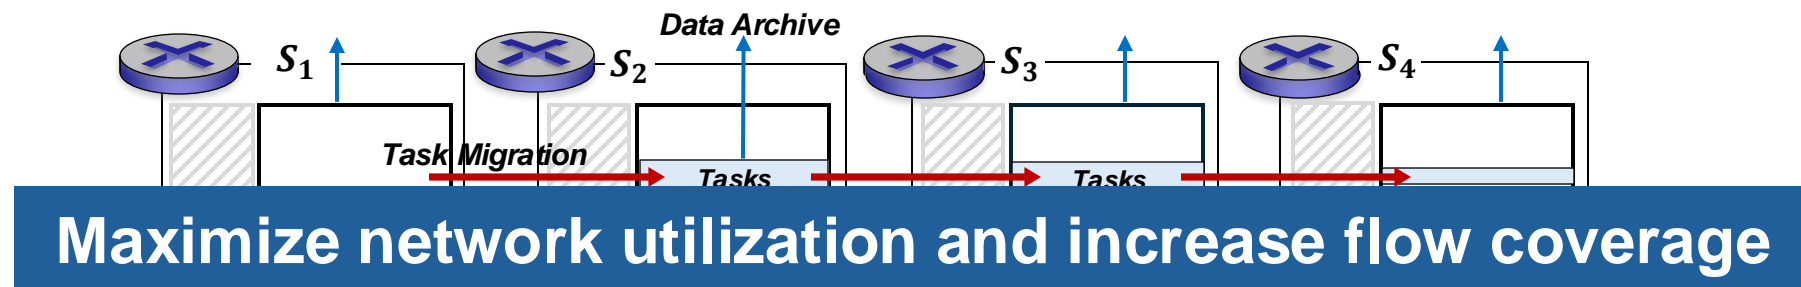 Data Archive
S1 S2 S3 S4
Task Migration
Tasks Tasks
Maximize network utilization and increase flow coverage